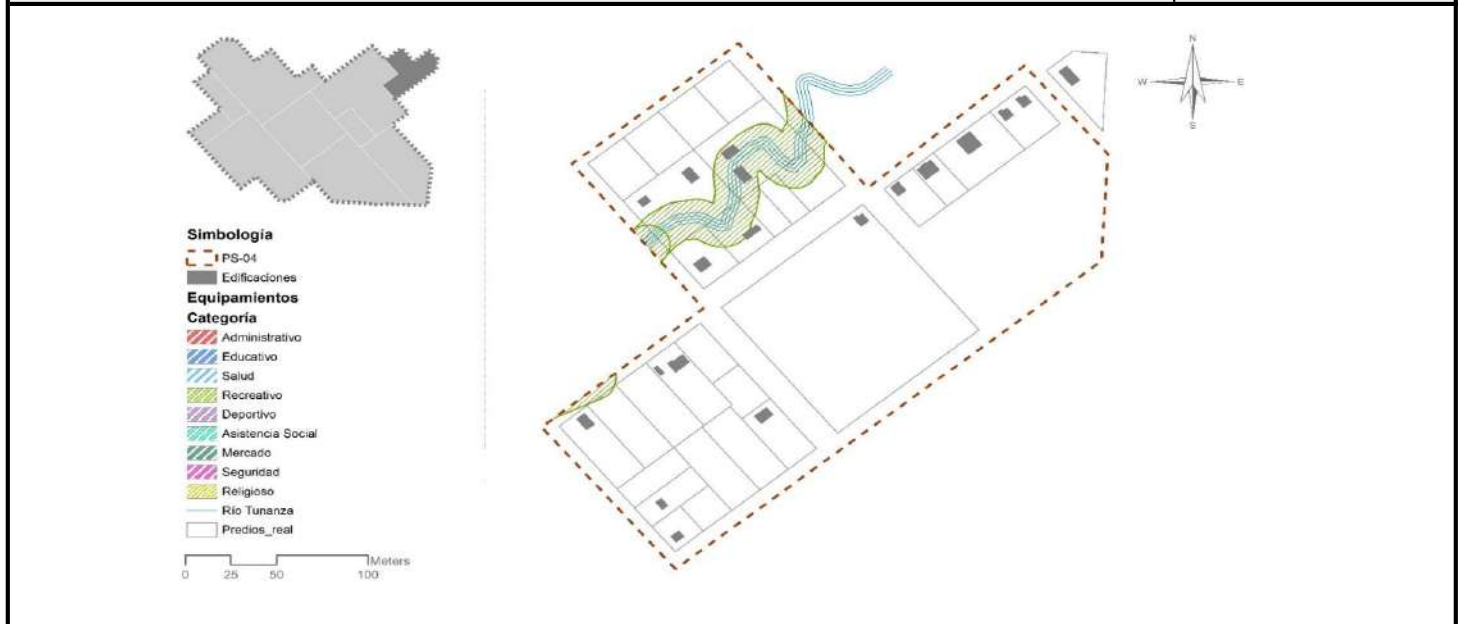 N
W E
S
Simbología
PS-04
Edificaciones
Equipamientos
Categoría
Administrativo
Educativo
Salud
Recreativo
Deportivo
Asistencia Social
Mercado
Seguridad
Religioso
Río Tunanza
Predios_real
Meters
0 25 50 100